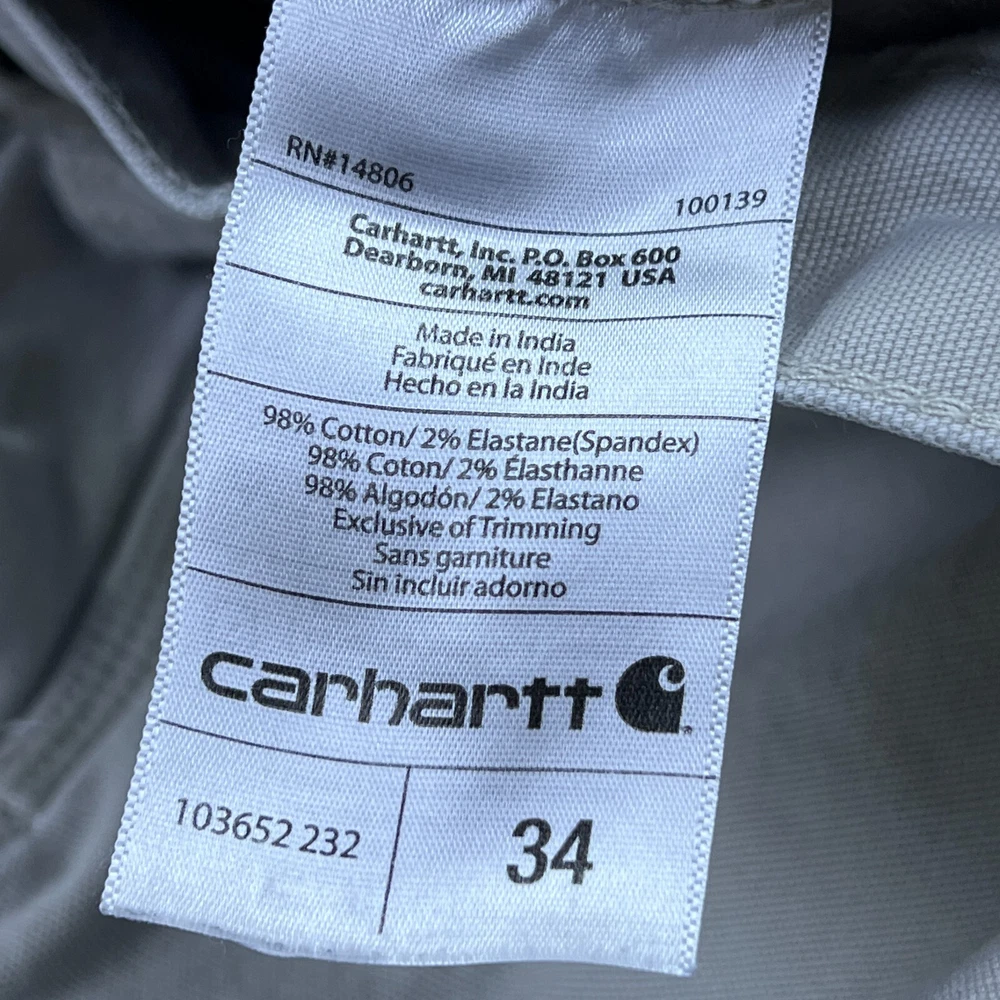 RN#14806
100139
Carhartt, Inc. P.O. Box 600
Dearborn, MI 48121 USA
carhartt.com
Made in India
Fabriqué en Inde
Hecho en la India
98% Cotton/ 2% Elastane(Spandex)
98% Coton/ 2% Élasthanne
98% Algodón/ 2% Elastano
Exclusive of Trimming
Sans garniture
Sin incluir adorno
carhartt
103652 232
34